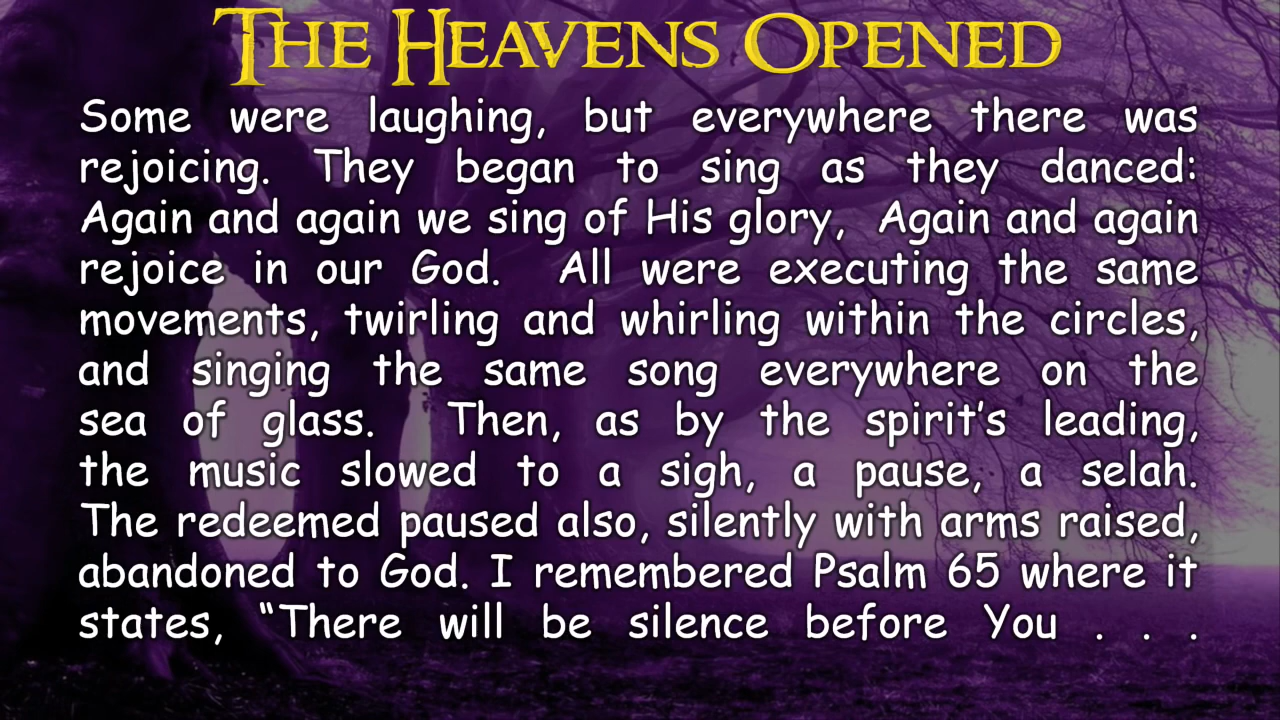 The Heavens Opened
Some were laughing, but everywhere there was
rejoicing. They began to sing as they danced:
Again and again we sing of His glory, Again and again
rejoice in our God. All were executing the same
movements, twirling and whirling within the circles,
and singing the same song everywhere on the
sea of glass. Then, as by the spirit’s leading,
the music slowed to a sigh, a pause, a selah.
The redeemed paused also, silently with arms raised,
abandoned to God. I remembered Psalm 65 where it
states, “There will be silence before You . . .